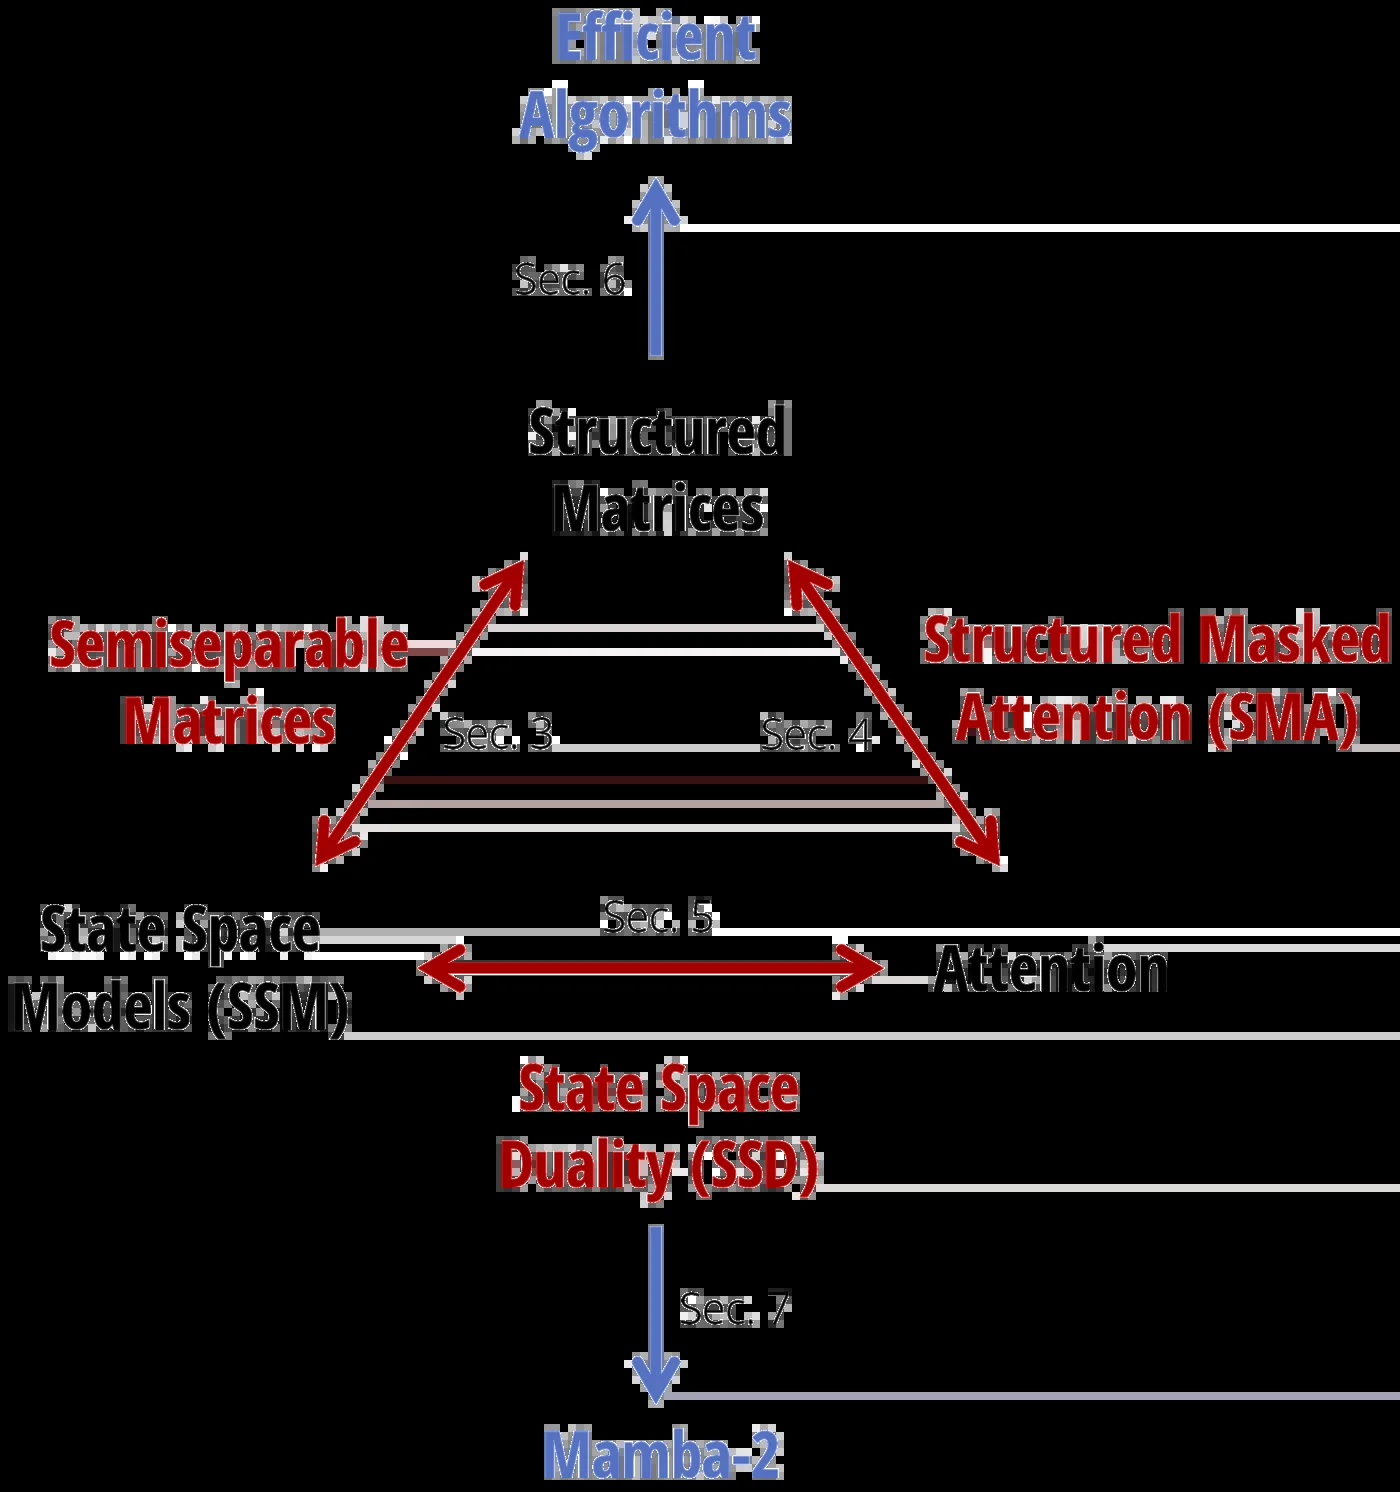 Efficient
Algorithms
Sec. 6
Structured
Matrices
Semiseparable
Matrices
Structured Masked
Attention (SMA)
Sec. 3
Sec. 4
State Space
Models (SSM)
Sec. 5
Attention
State Space
Duality (SSD)
Sec. 7
Mamba-2